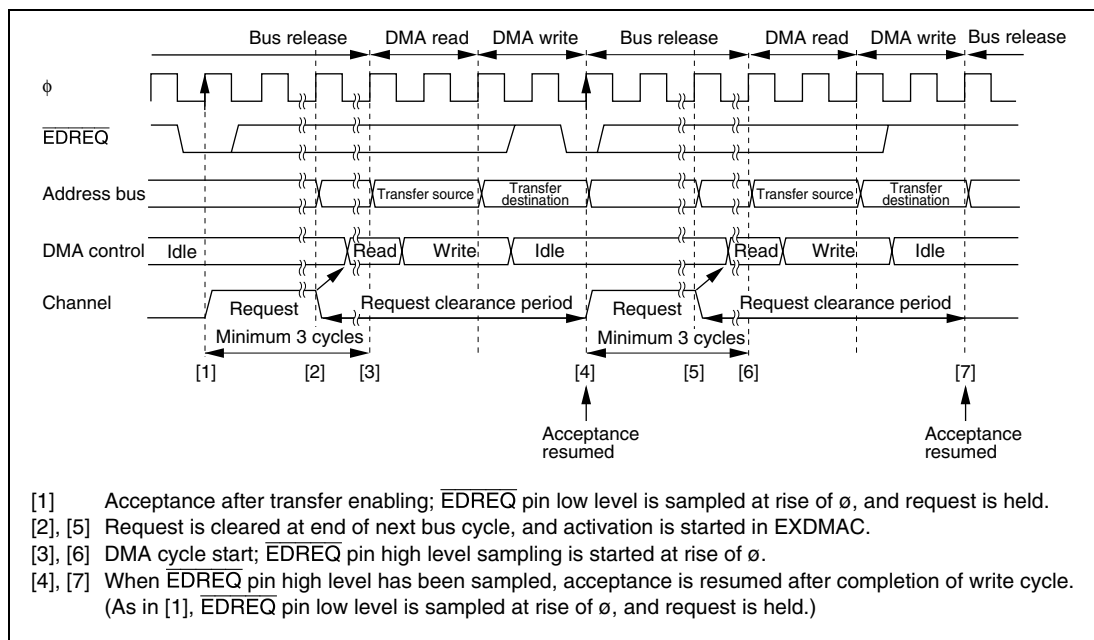 Bus release DMA read DMA write Bus release DMA read DMA write Bus release
ϕ
EDREQ
Address bus Transfer source Transfer destination Transfer source Transfer destination
DMA control Idle Read Write Idle Read Write Idle
Channel Request Request clearance period Request Request clearance period
Minimum 3 cycles Minimum 3 cycles
[1] [2] [3] [4] [5] [6] [7]
Acceptance resumed Acceptance resumed
[1] Acceptance after transfer enabling; EDREQ pin low level is sampled at rise of ø, and request is held.
[2], [5] Request is cleared at end of next bus cycle, and activation is started in EXDMAC.
[3], [6] DMA cycle start; EDREQ pin high level sampling is started at rise of ø.
[4], [7] When EDREQ pin high level has been sampled, acceptance is resumed after completion of write cycle.
(As in [1], EDREQ pin low level is sampled at rise of ø, and request is held.)